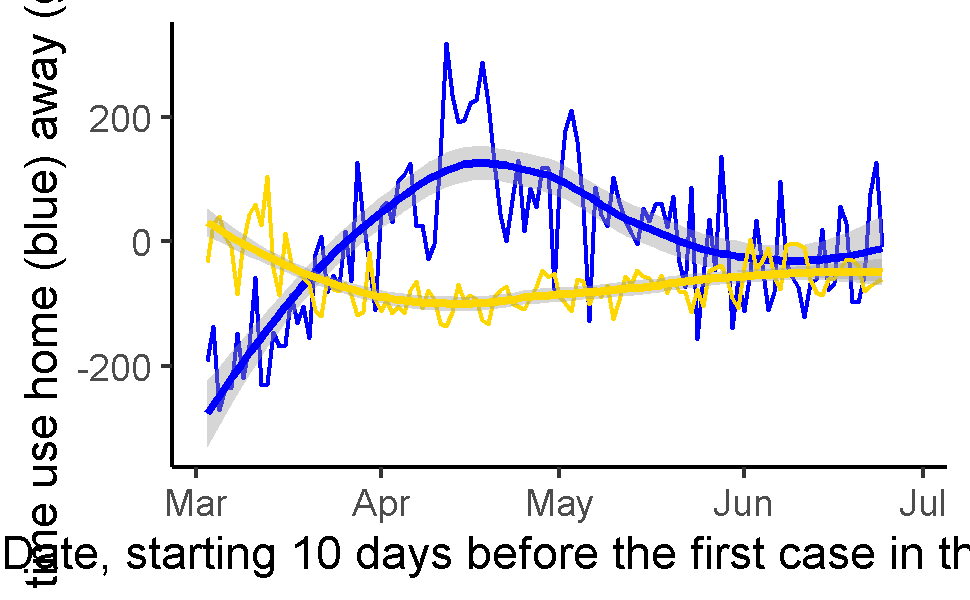 time use home (blue) away (
200
0
-200
Mar Apr May Jun Jul
Date, starting 10 days before the first case in th